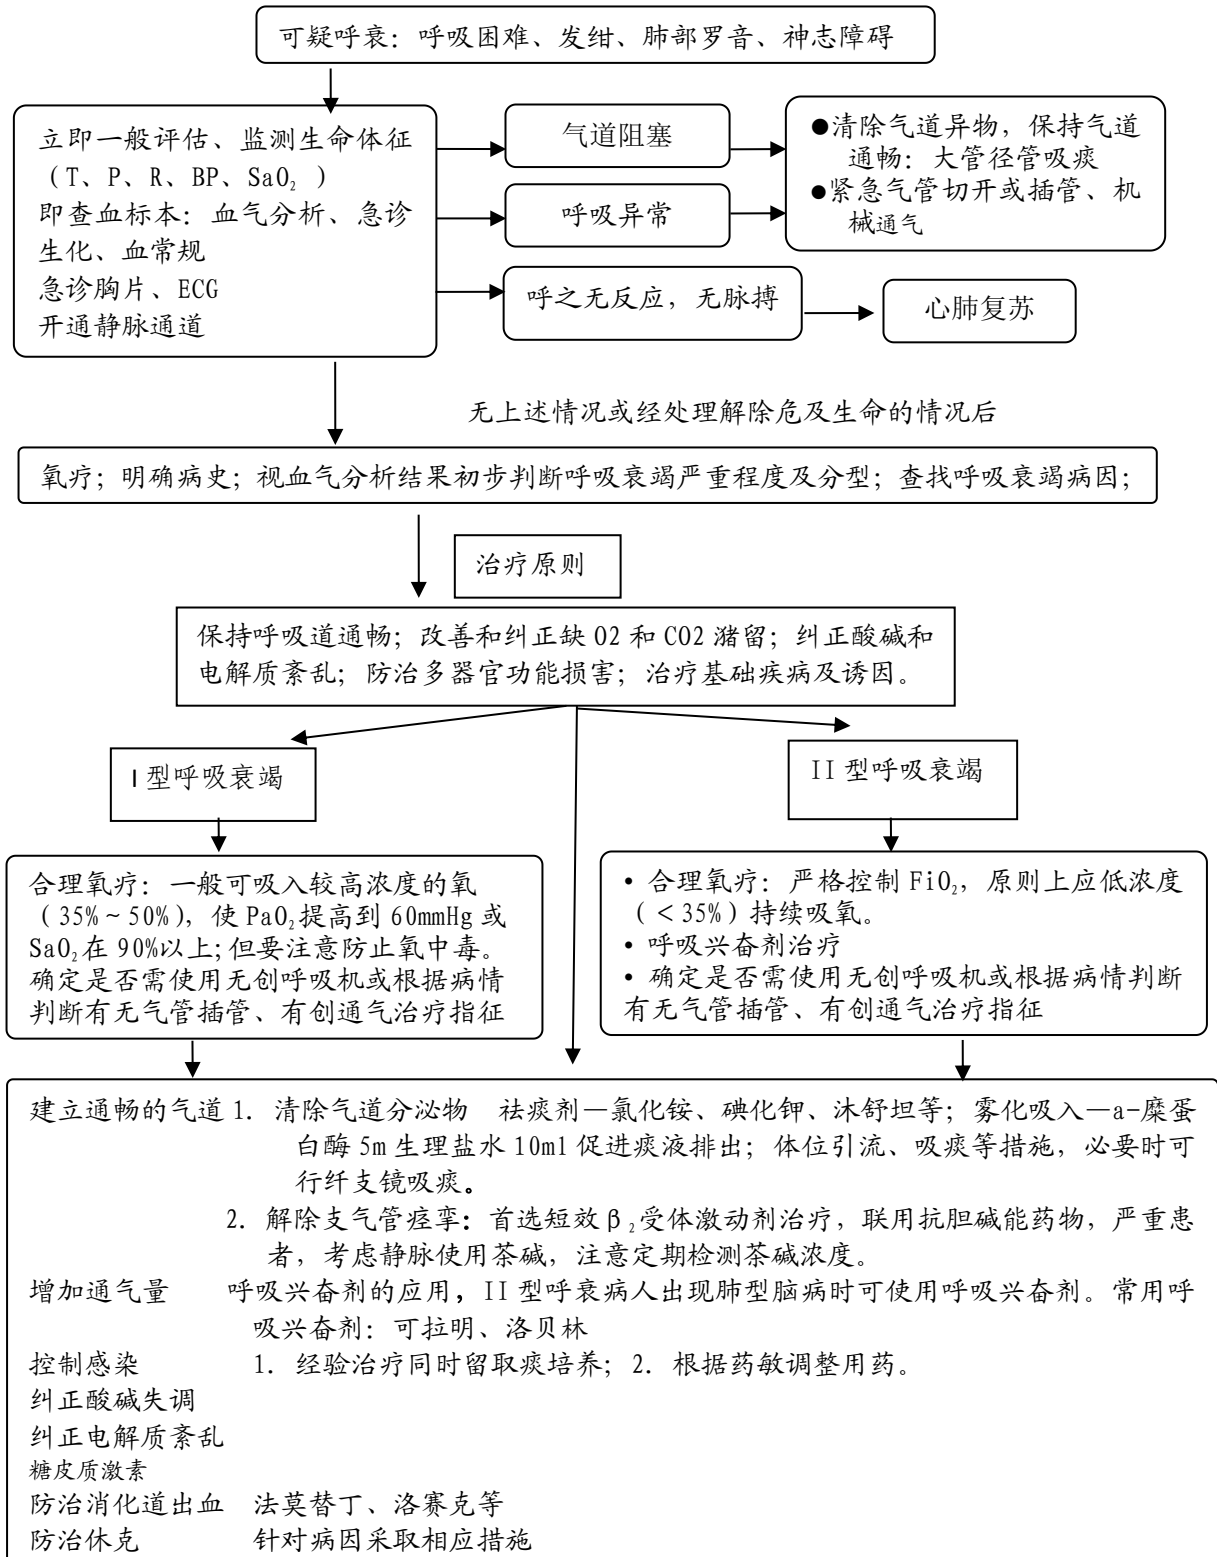 可疑呼衰：呼吸困难、发绀、肺部罗音、神志障碍
立即一般评估、监测生命体征
（T、P、R、BP、SaO₂ ）
即查血标本：血气分析、急诊
生化、血常规
急诊胸片、ECG
开通静脉通道
气道阻塞
呼吸异常
呼之无反应，无脉搏
●清除气道异物，保持气道
通畅：大管径管吸痰
●紧急气管切开或插管、机
械通气
心肺复苏
无上述情况或经处理解除危及生命的情况后
氧疗；明确病史；视血气分析结果初步判断呼吸衰竭严重程度及分型；查找呼吸衰竭病因；
治疗原则
保持呼吸道通畅；改善和纠正缺 O2 和 CO2 潴留；纠正酸碱和
电解质紊乱；防治多器官功能损害；治疗基础疾病及诱因。
I 型呼吸衰竭
II 型呼吸衰竭
合理氧疗：一般可吸入较高浓度的氧
（35%~50%），使 PaO₂提高到 60mmHg 或
SaO₂在 90%以上；但要注意防止氧中毒。
确定是否需使用无创呼吸机或根据病情
判断有无气管插管、有创通气治疗指征
• 合理氧疗：严格控制 FiO₂，原则上应低浓度
（＜35%）持续吸氧。
• 呼吸兴奋剂治疗
• 确定是否需使用无创呼吸机或根据病情判断
有无气管插管、有创通气治疗指征
建立通畅的气道 1. 清除气道分泌物 祛痰剂—氯化铵、碘化钾、沐舒坦等；雾化吸入—a-糜蛋
白酶 5m 生理盐水 10ml 促进痰液排出；体位引流、吸痰等措施，必要时可
行纤支镜吸痰。
2. 解除支气管痉挛：首选短效β₂受体激动剂治疗，联用抗胆碱能药物，严重患
者，考虑静脉使用茶碱，注意定期检测茶碱浓度。
增加通气量 呼吸兴奋剂的应用，II 型呼衰病人出现肺型脑病时可使用呼吸兴奋剂。常用呼
吸兴奋剂：可拉明、洛贝林
控制感染 1. 经验治疗同时留取痰培养；2. 根据药敏调整用药。
纠正酸碱失调
纠正电解质紊乱
糖皮质激素
防治消化道出血 法莫替丁、洛赛克等
防治休克 针对病因采取相应措施